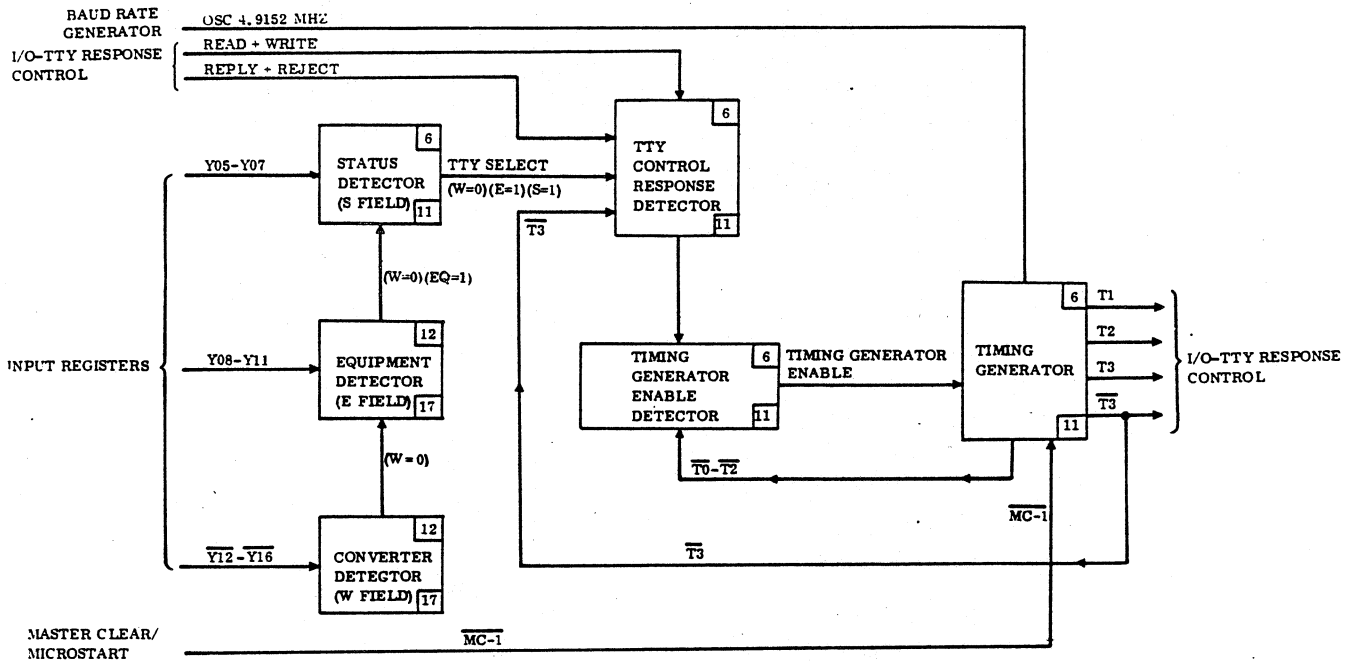 BAUD RATE
GENERATOR
OSC 4.9152 MHZ
I/O-TTY RESPONSE
CONTROL
READ + WRITE
REPLY + REJECT
6
TTY
CONTROL
RESPONSE
DETECTOR
11
6
STATUS
DETECTOR
(S FIELD)
11
Y05-Y07
TTY SELECT
(W=0)(E=1)(S=1)
T3
(W=0)(EQ=1)
INPUT REGISTERS
Y08-Y11
12
EQUIPMENT
DETECTOR
(E FIELD)
17
6
TIMING
GENERATOR
ENABLE
DETECTOR
11
TIMING GENERATOR
ENABLE
6
TIMING
GENERATOR
11
T1
T2
T3
T3
I/O-TTY RESPONSE
CONTROL
T0-T2
(W=0)
MC-1
Y12-Y16
12
CONVERTER
DETEGTOR
(W FIELD)
17
T3
MASTER CLEAR/
MICROSTART
MC-1